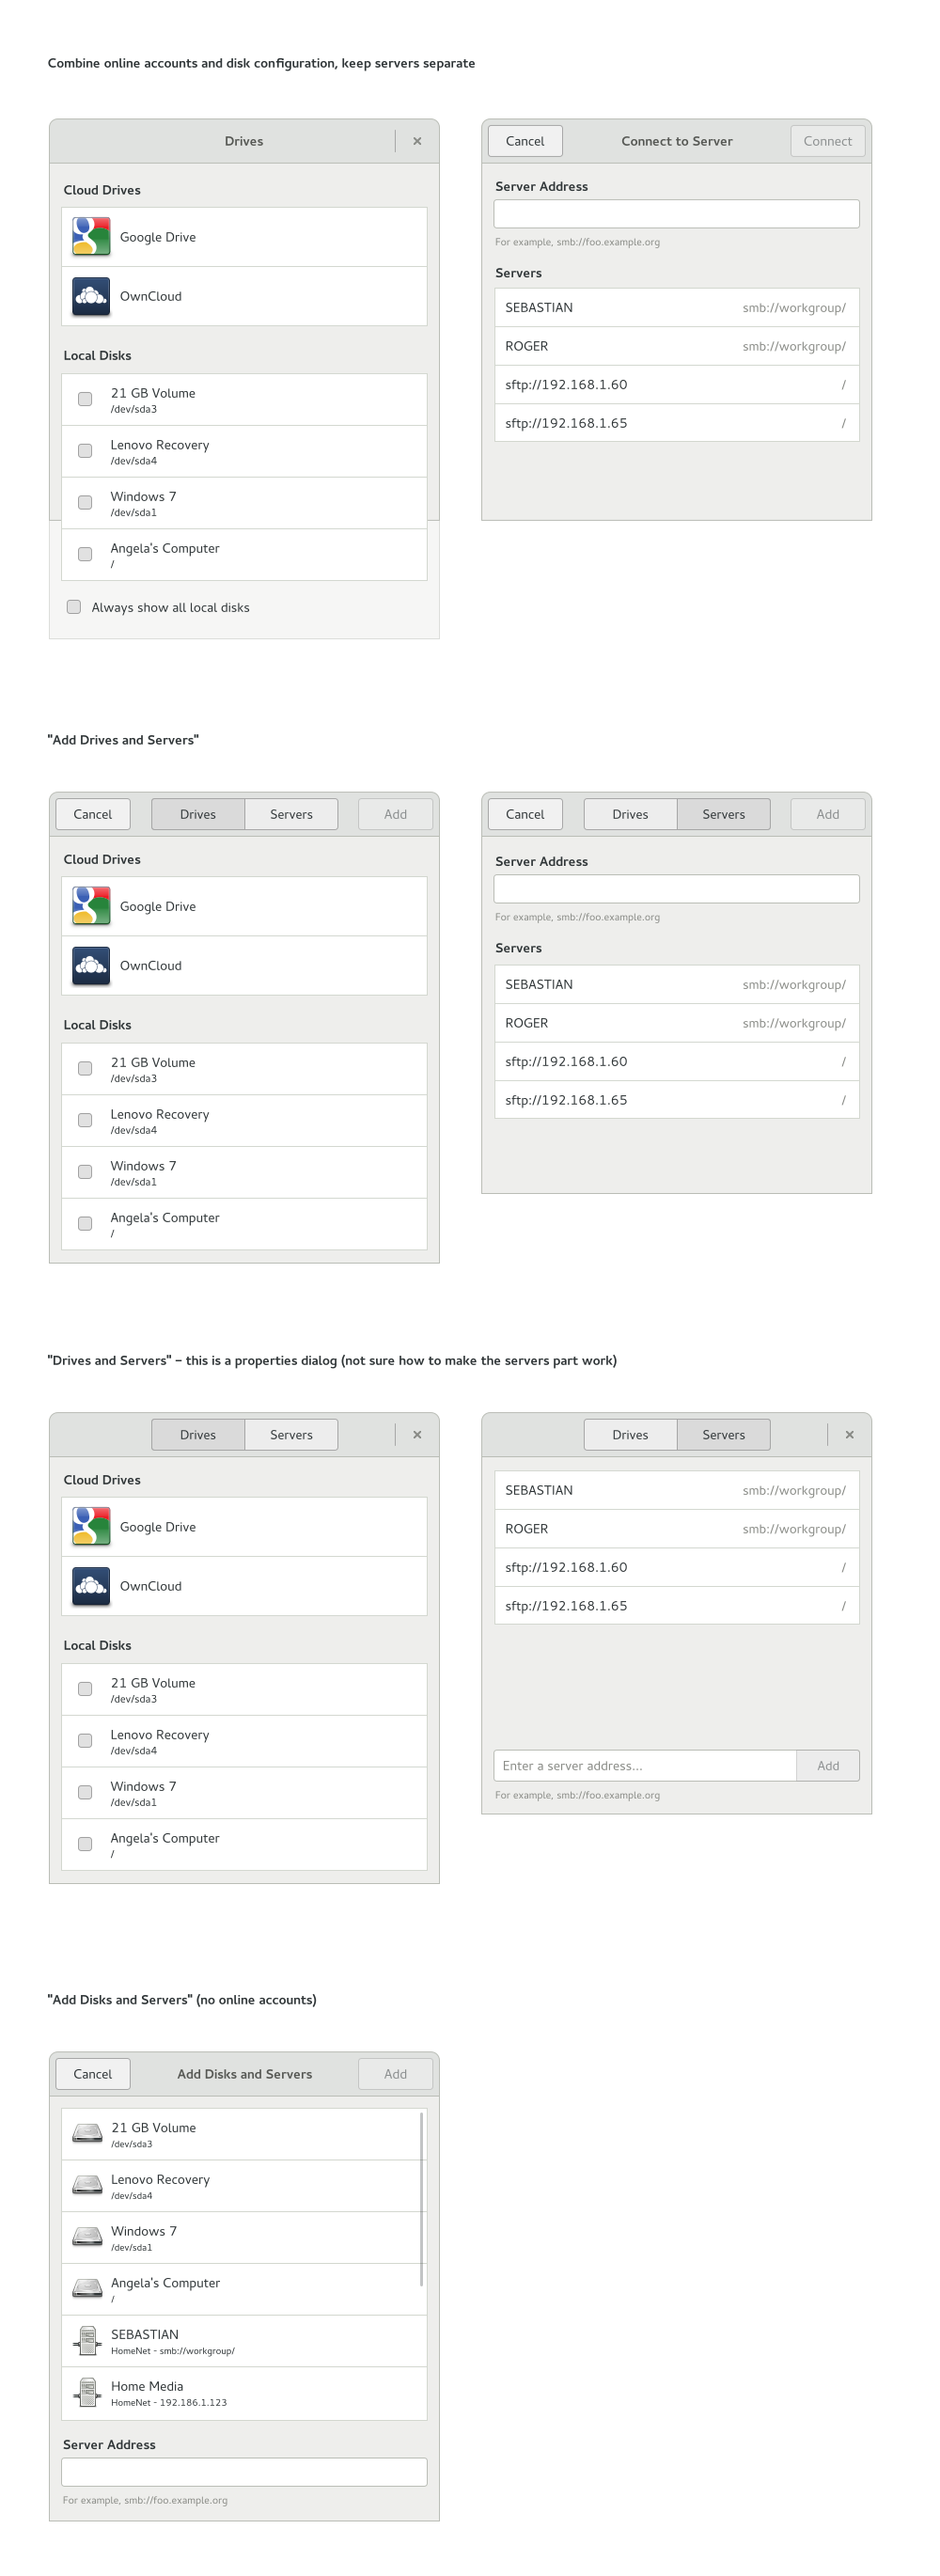 Combine online accounts and disk configuration, keep servers separate
Drives
×
Cloud Drives
Google Drive
OwnCloud
Local Disks
21 GB Volume
/dev/sda3
Lenovo Recovery
/dev/sda4
Windows 7
/dev/sda1
Angela's Computer
/
Always show all local disks
Cancel
Connect to Server
Connect
Server Address
For example, smb://foo.example.org
Servers
SEBASTIAN smb://workgroup/
ROGER smb://workgroup/
sftp://192.168.1.60 /
sftp://192.168.1.65 /
"Add Drives and Servers"
Cancel
Drives
Servers
Add
Cloud Drives
Google Drive
OwnCloud
Local Disks
21 GB Volume
/dev/sda3
Lenovo Recovery
/dev/sda4
Windows 7
/dev/sda1
Angela's Computer
/
Cancel
Drives
Servers
Add
Server Address
For example, smb://foo.example.org
Servers
SEBASTIAN smb://workgroup/
ROGER smb://workgroup/
sftp://192.168.1.60 /
sftp://192.168.1.65 /
"Drives and Servers" – this is a properties dialog (not sure how to make the servers part work)
Drives
Servers
×
Cloud Drives
Google Drive
OwnCloud
Local Disks
21 GB Volume
/dev/sda3
Lenovo Recovery
/dev/sda4
Windows 7
/dev/sda1
Angela's Computer
/
Drives
Servers
×
SEBASTIAN smb://workgroup/
ROGER smb://workgroup/
sftp://192.168.1.60 /
sftp://192.168.1.65 /
Enter a server address...
Add
For example, smb://foo.example.org
"Add Disks and Servers" (no online accounts)
Cancel
Add Disks and Servers
Add
21 GB Volume
/dev/sda3
Lenovo Recovery
/dev/sda4
Windows 7
/dev/sda1
Angela's Computer
/
SEBASTIAN
HomeNet - smb://workgroup/
Home Media
HomeNet - 192.186.1.123
Server Address
For example, smb://foo.example.org